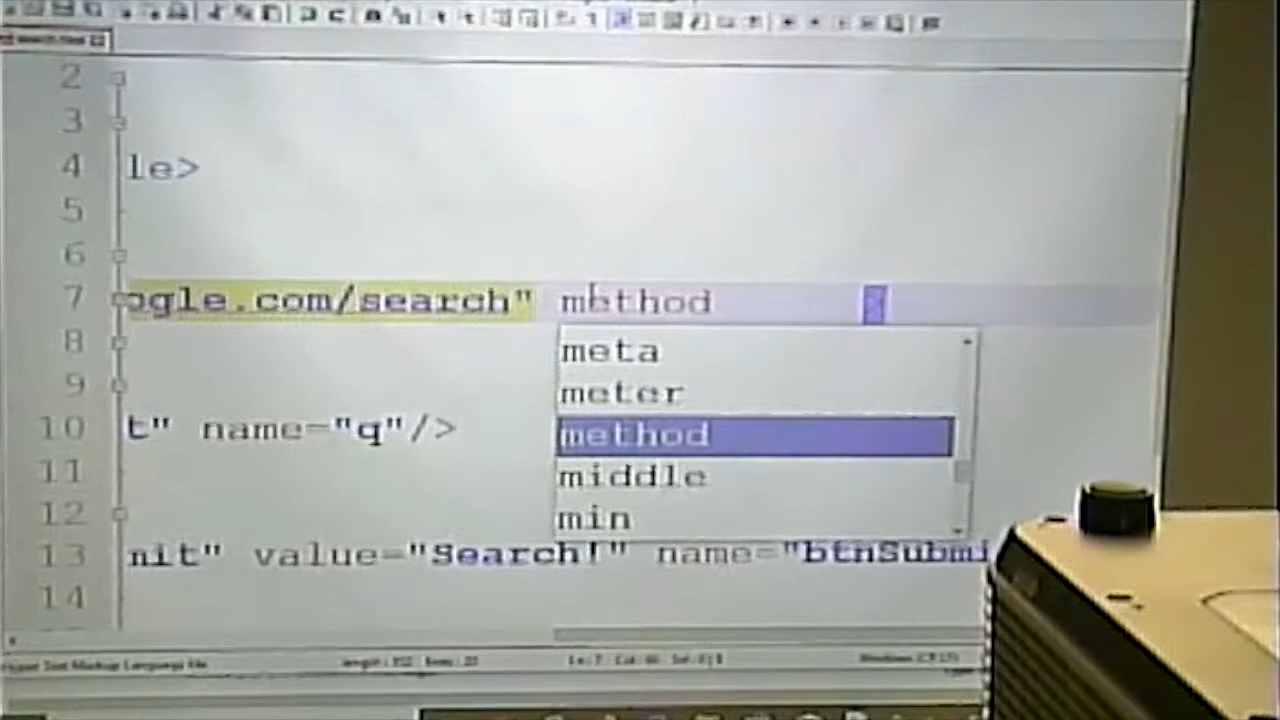 2
3
4 le>
5
6
7 ogle.com/search" method
8
meta
9
meter
10 t" name="q"/>
method
11
middle
12
min
13 mit" value="Search!" name="btnSubmi
14